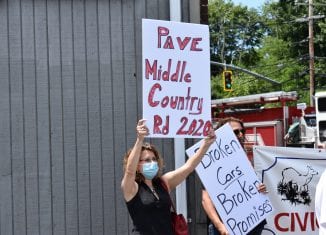 Pave
Middle
Country
Rd 2020
Broken
Cars
Broken
Promises
CIVIC